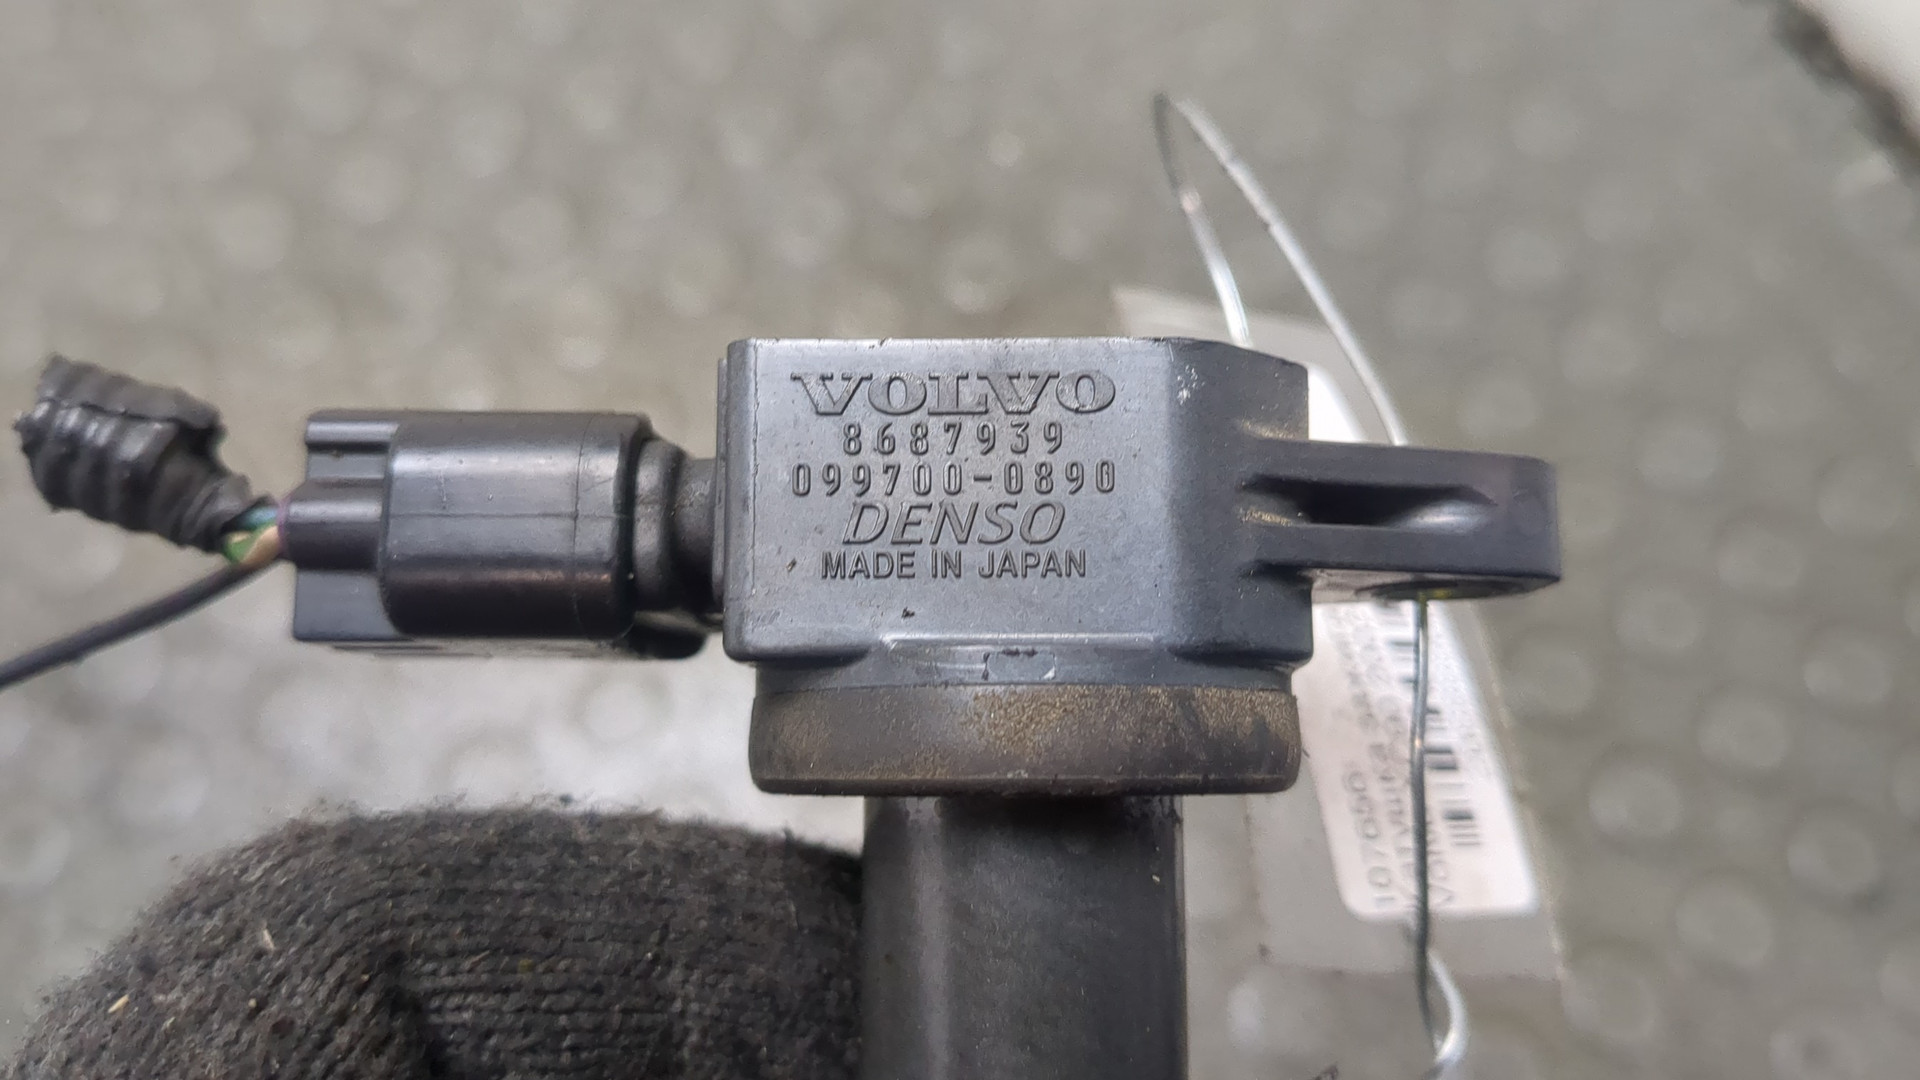 VOLVO
8687939
099700-0890
DENSO
MADE IN JAPAN